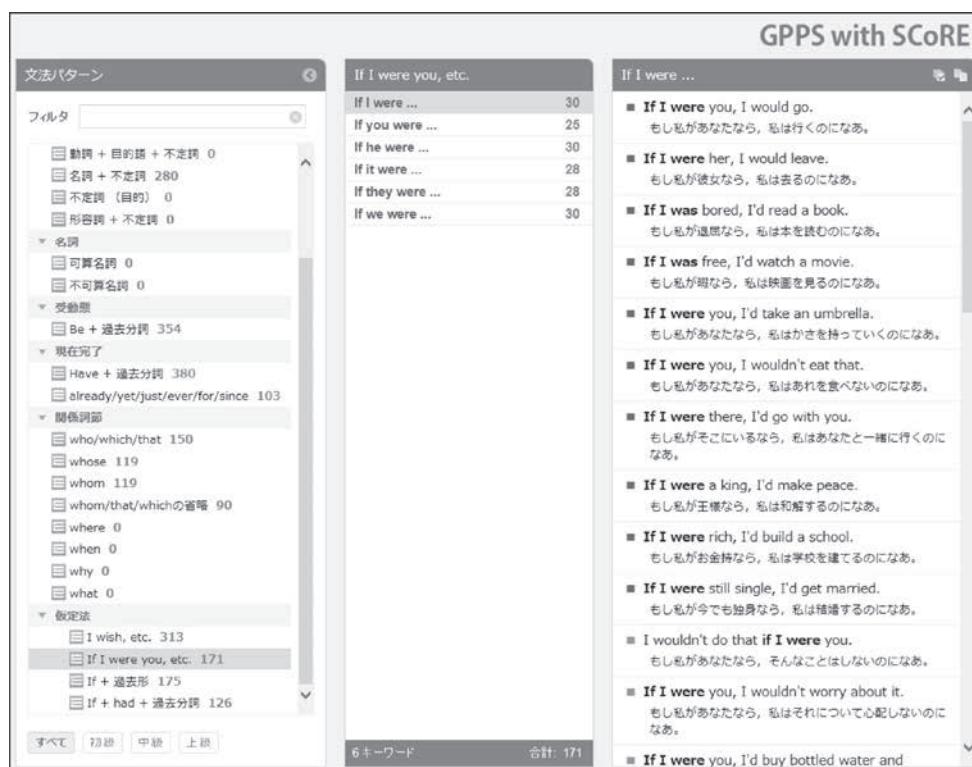 GPPS with SCoRE
文法パターン
フィルタ
動詞 + 目的語 + 不定詞 0
名詞 + 不定詞 280
不定詞 （目的） 0
形容詞 + 不定詞 0
名詞
可算名詞 0
不可算名詞 0
受動態
Be + 過去分詞 354
現在完了
Have + 過去分詞 380
already/yet/just/ever/for/since 103
関係詞節
who/which/that 150
whose 119
whom 119
whom/that/whichの省略 90
where 0
when 0
why 0
what 0
仮定法
I wish, etc. 313
If I were you, etc. 171
If + 過去形 175
If + had + 過去分詞 126
すべて 初級 中級 上級
If I were you, etc.
If I were ... 30
If you were ... 25
If he were ... 30
If it were ... 28
If they were ... 28
If we were ... 30
6 キーワード 合計: 171
If I were ...
If I were you, I would go.
もし私があなたなら，私は行くのになあ。
If I were her, I would leave.
もし私が彼女なら，私は去るのになあ。
If I was bored, I'd read a book.
もし私が退屈なら，私は本を読むのになあ。
If I was free, I'd watch a movie.
もし私が暇なら，私は映画を見るのになあ。
If I were you, I'd take an umbrella.
もし私があなたなら，私はかさを持っていくのになあ。
If I were you, I wouldn't eat that.
もし私があなたなら，私はあれを食べないのになあ。
If I were there, I'd go with you.
もし私がそこにいるなら，私はあなたと一緒に行くのに
なあ。
If I were a king, I'd make peace.
もし私が王様なら，私は和解するのになあ。
If I were rich, I'd build a school.
もし私がお金持なら，私は学校を建てるのになあ。
If I were still single, I'd get married.
もし私が今でも独身なら，私は結婚するのになあ。
I wouldn't do that if I were you.
もし私があなたなら，そんなことはしないのになあ。
If I were you, I wouldn't worry about it.
もし私があなたなら，私はそれについて心配しないのに
なあ。
If I were you, I'd buy bottled water and